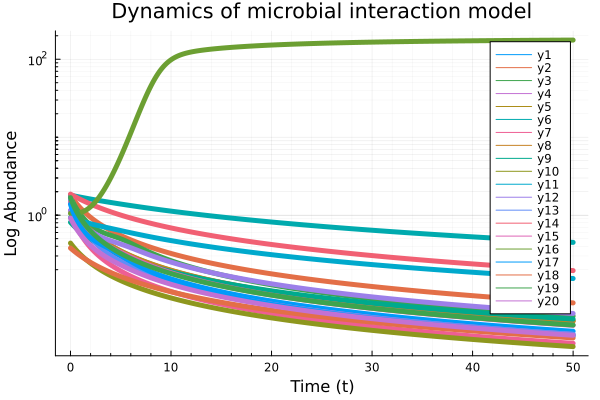 Dynamics of microbial interaction model
Log Abundance
10²
10⁰
0
10
20
30
40
50
Time (t)
y1
y2
y3
y4
y5
y6
y7
y8
y9
y10
y11
y12
y13
y14
y15
y16
y17
y18
y19
y20